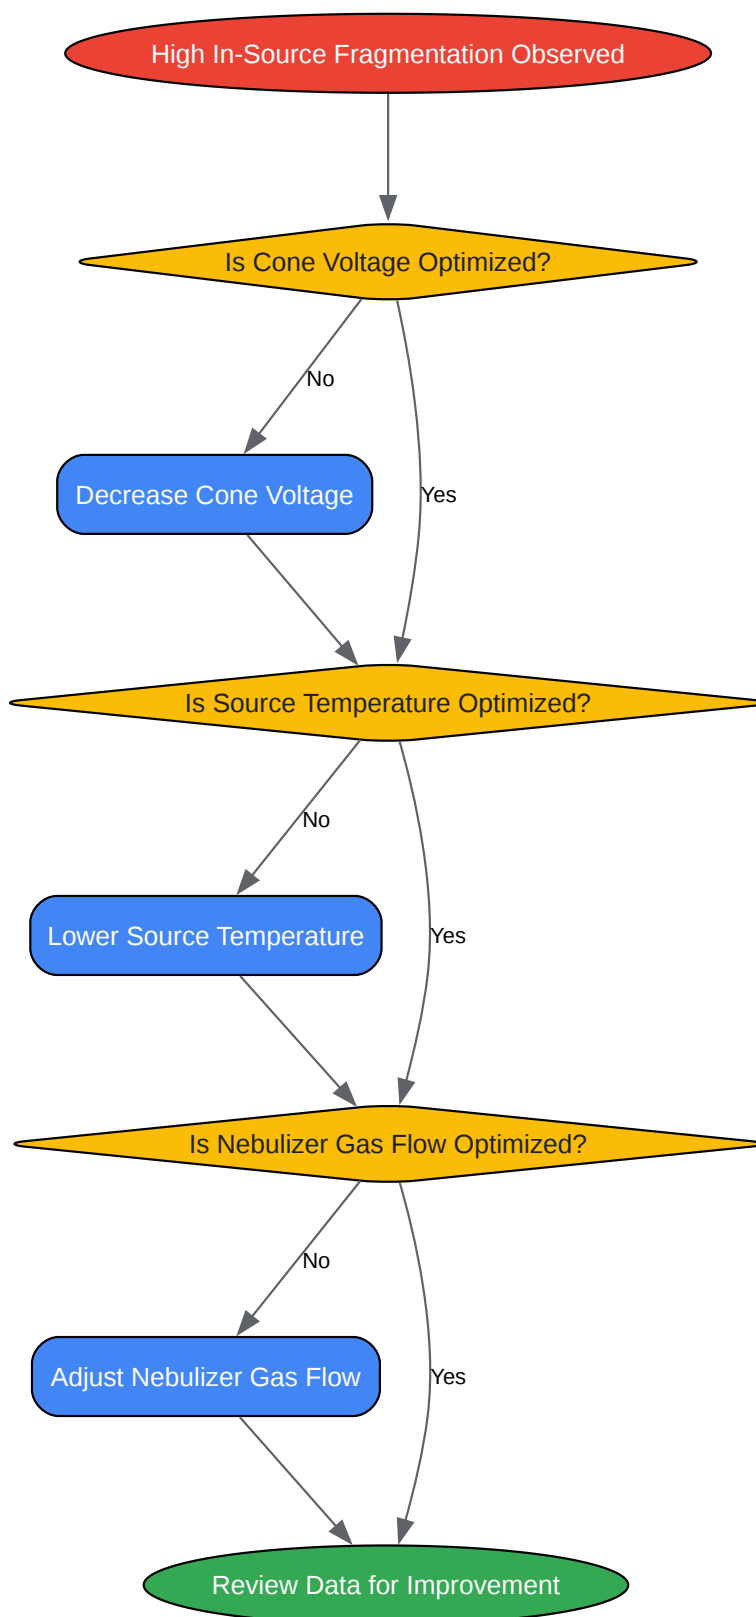 High In-Source Fragmentation Observed
Is Cone Voltage Optimized?
No
Decrease Cone Voltage
Yes
Is Source Temperature Optimized?
No
Lower Source Temperature
Yes
Is Nebulizer Gas Flow Optimized?
No
Adjust Nebulizer Gas Flow
Yes
Review Data for Improvement